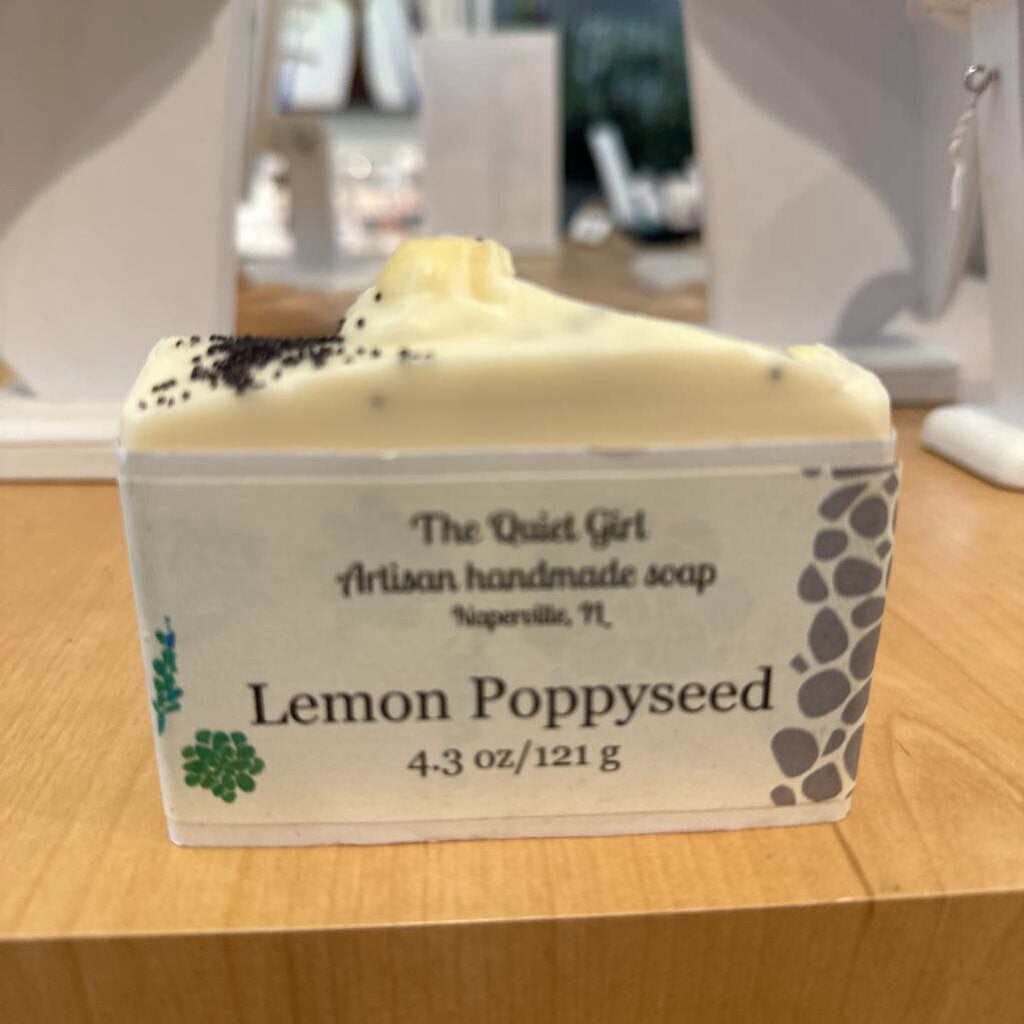 The Quiet Girl
Artisan handmade soap
Naperville, IL
Lemon Poppyseed
4.3 oz/121 g